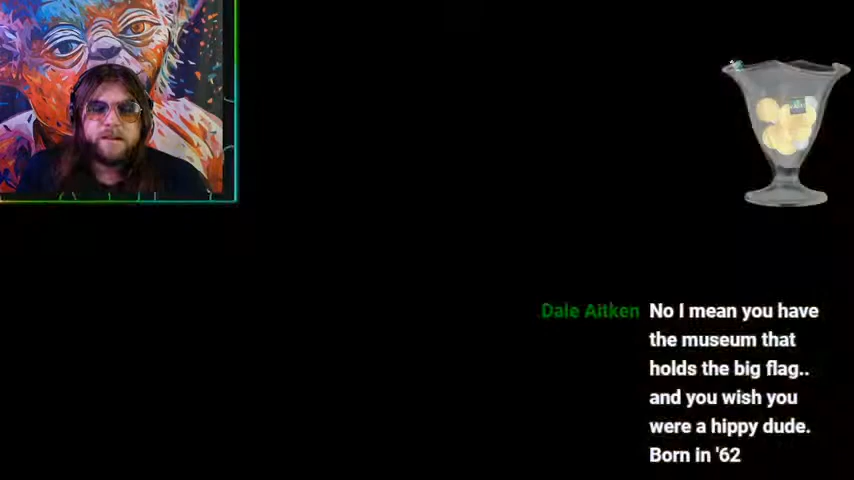 Dale Aitken No I mean you have
the museum that
holds the big flag..
and you wish you
were a hippy dude.
Born in '62